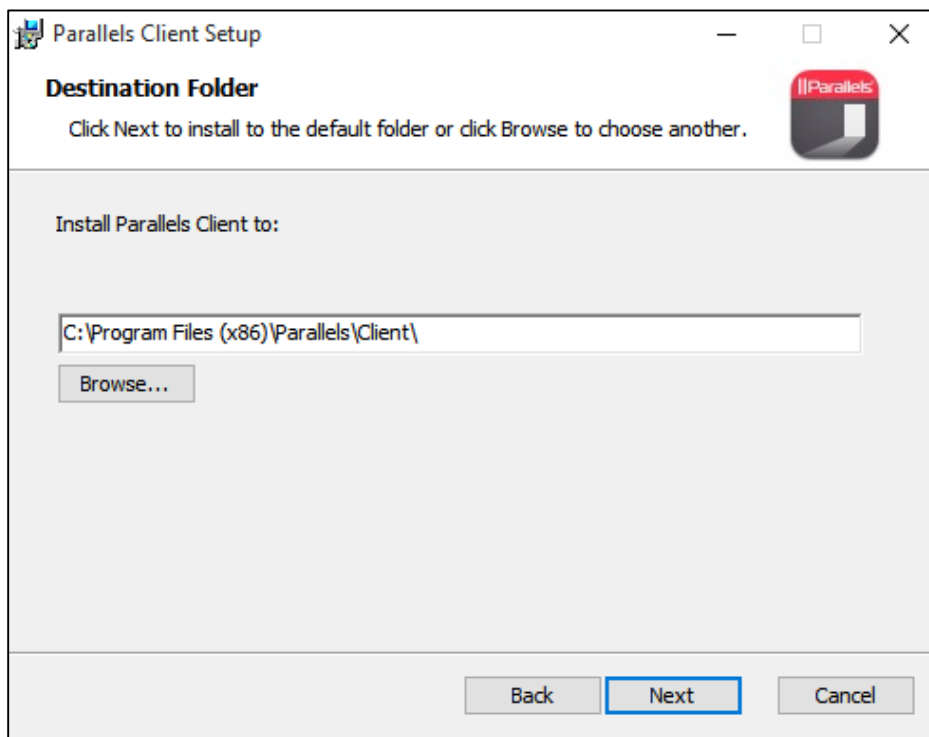 Parallels Client Setup
Destination Folder
Click Next to install to the default folder or click Browse to choose another.
||Parallels®
Install Parallels Client to:
C:\Program Files (x86)\Parallels\Client\
Browse...
Back Next Cancel